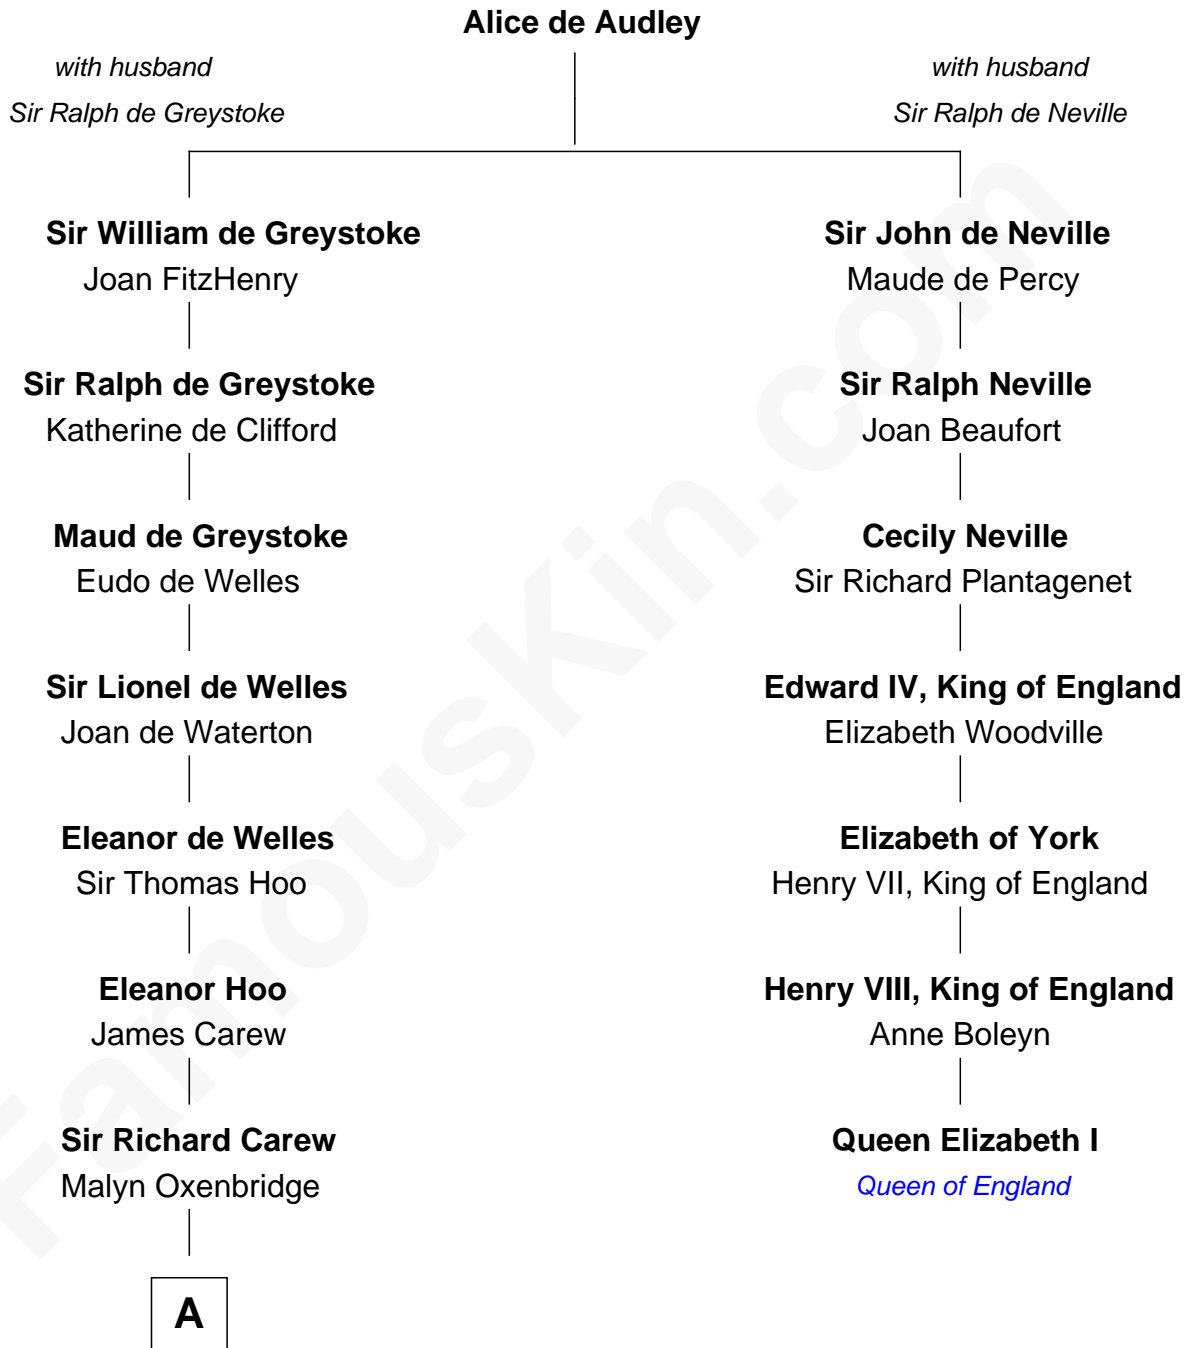 Alice de Audley
with husband
Sir Ralph de Greystoke
with husband
Sir Ralph de Neville
Sir William de Greystoke
Joan FitzHenry
Sir John de Neville
Maude de Percy
Sir Ralph de Greystoke
Katherine de Clifford
Sir Ralph Neville
Joan Beaufort
Maud de Greystoke
Eudo de Welles
Cecily Neville
Sir Richard Plantagenet
Sir Lionel de Welles
Joan de Waterton
Edward IV, King of England
Elizabeth Woodville
Eleanor de Welles
Sir Thomas Hoo
Elizabeth of York
Henry VII, King of England
Eleanor Hoo
James Carew
Henry VIII, King of England
Anne Boleyn
Sir Richard Carew
Malyn Oxenbridge
Queen Elizabeth I
Queen of England
A
FamousKin.com